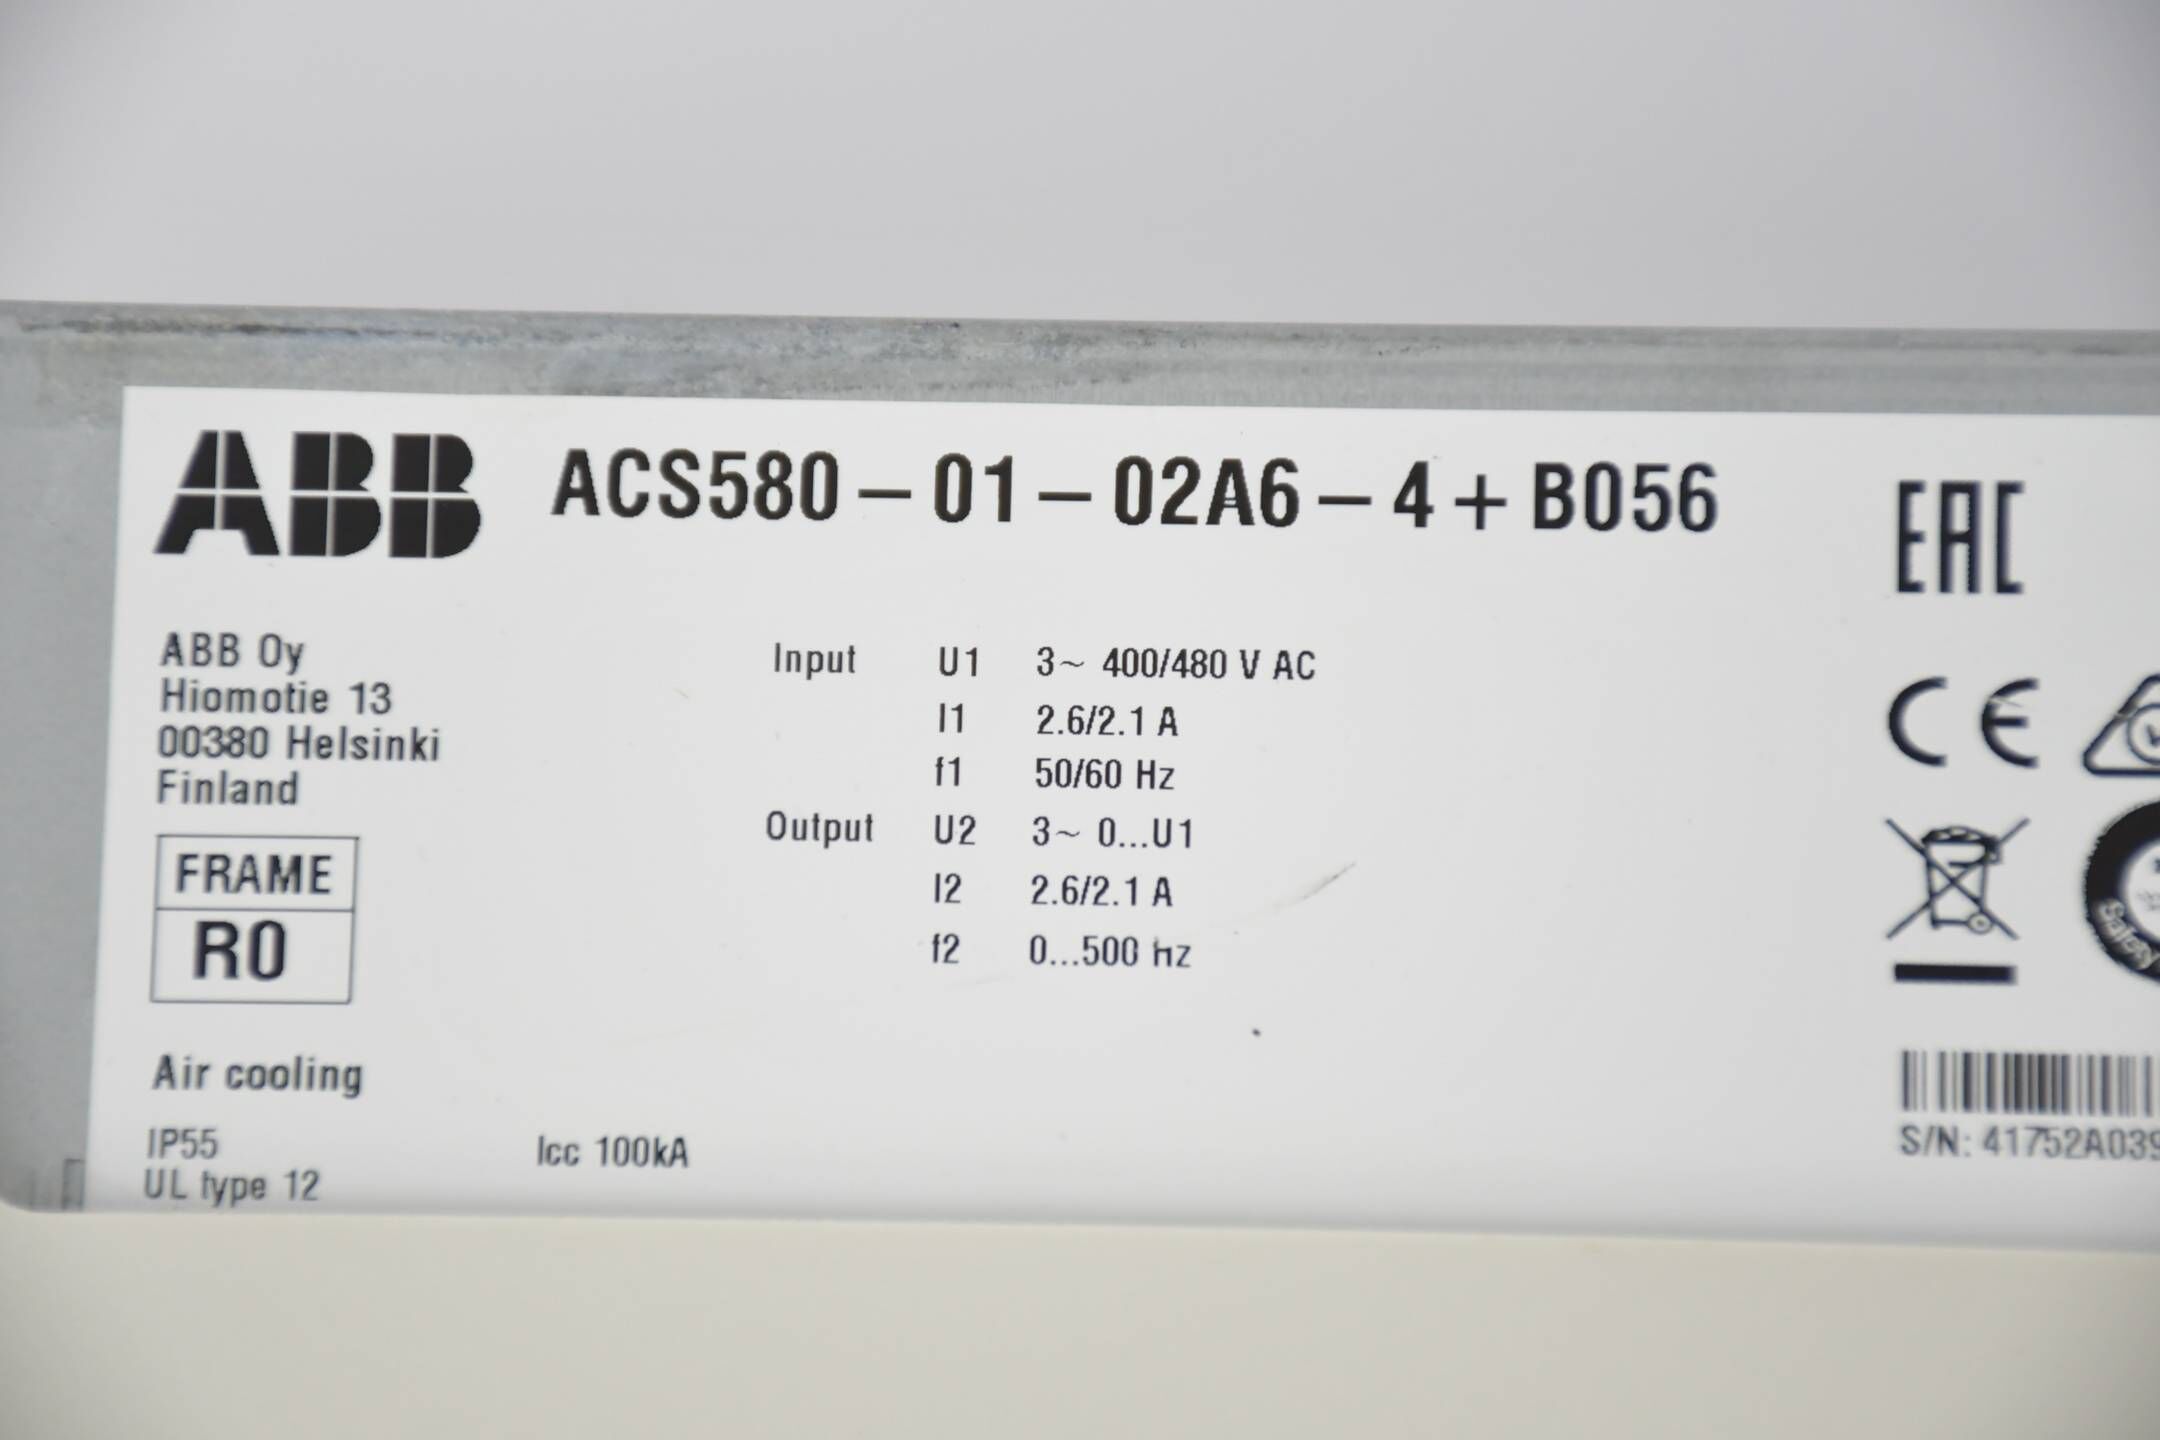 ABB ACS580-01-02A6-4+B056
EAC
ABB Oy
Hiomotie 13
00380 Helsinki
Finland
FRAME
R0
Air cooling
IP55
UL type 12
Icc 100kA
Input U1 3~ 400/480 V AC
I1 2.6/2.1 A
f1 50/60 Hz
Output U2 3~ 0...U1
I2 2.6/2.1 A
f2 0...500 hz
CE
Safety
S/N: 41752A039